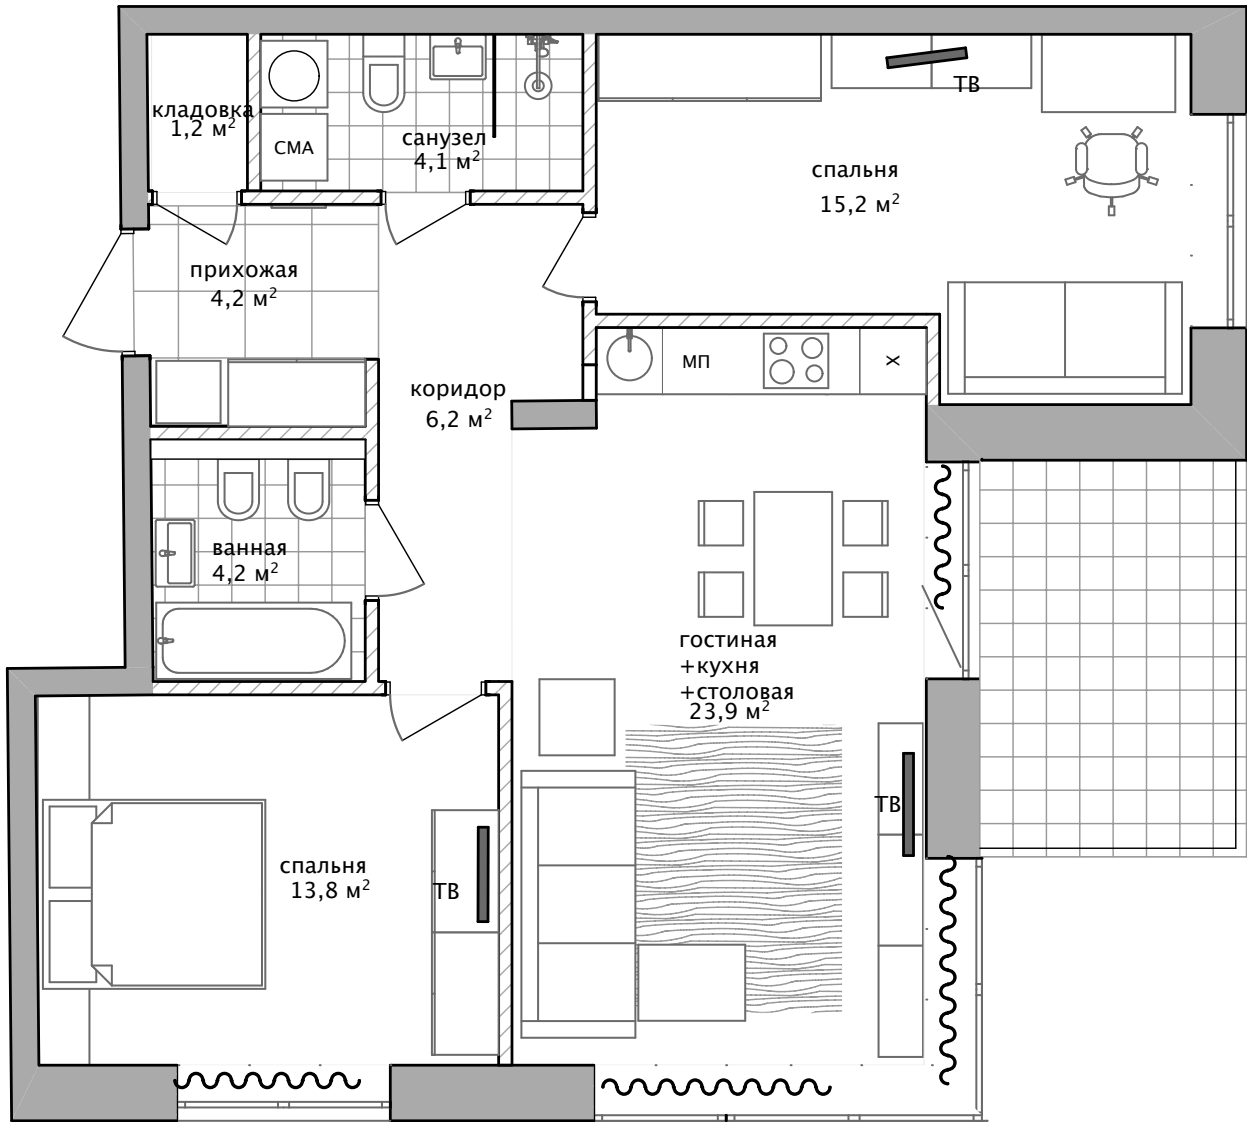 кладовка
1,2 м²
СМА
санузел
4,1 м²
ТВ
спальня
15,2 м²
прихожая
4,2 м²
коридор
6,2 м²
МП
Х
ванная
4,2 м²
гостиная
+кухня
+столовая
23,9 м²
ТВ
спальня
13,8 м²
ТВ